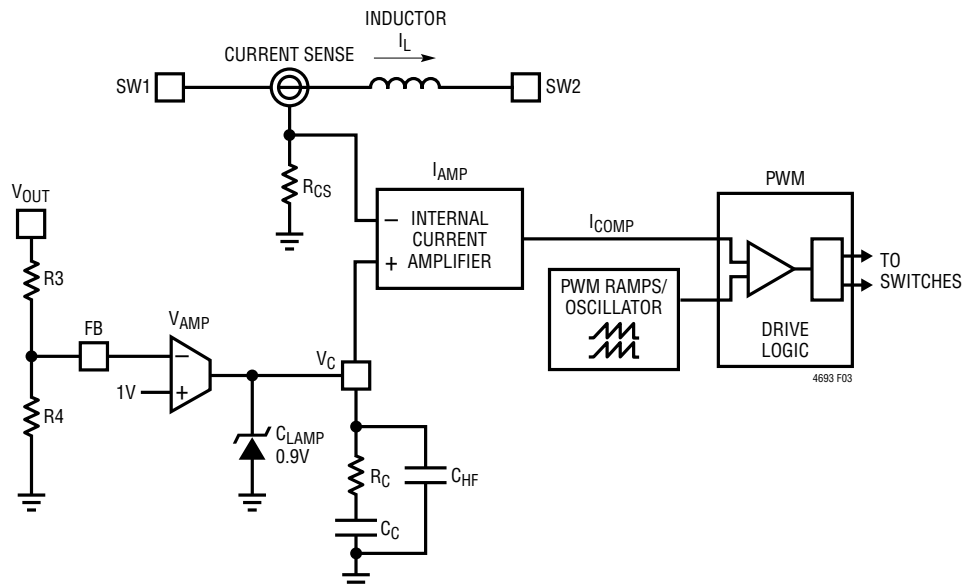 INDUCTOR
I_L
CURRENT SENSE
SW1
SW2
R_CS
I_AMP
INTERNAL
CURRENT
AMPLIFIER
−
+
I_COMP
PWM
TO
SWITCHES
PWM RAMPS/
OSCILLATOR
DRIVE
LOGIC
4693 F03
V_OUT
R3
FB
V_AMP
−
+
1V
R4
V_C
C_LAMP
0.9V
R_C
C_HF
C_C